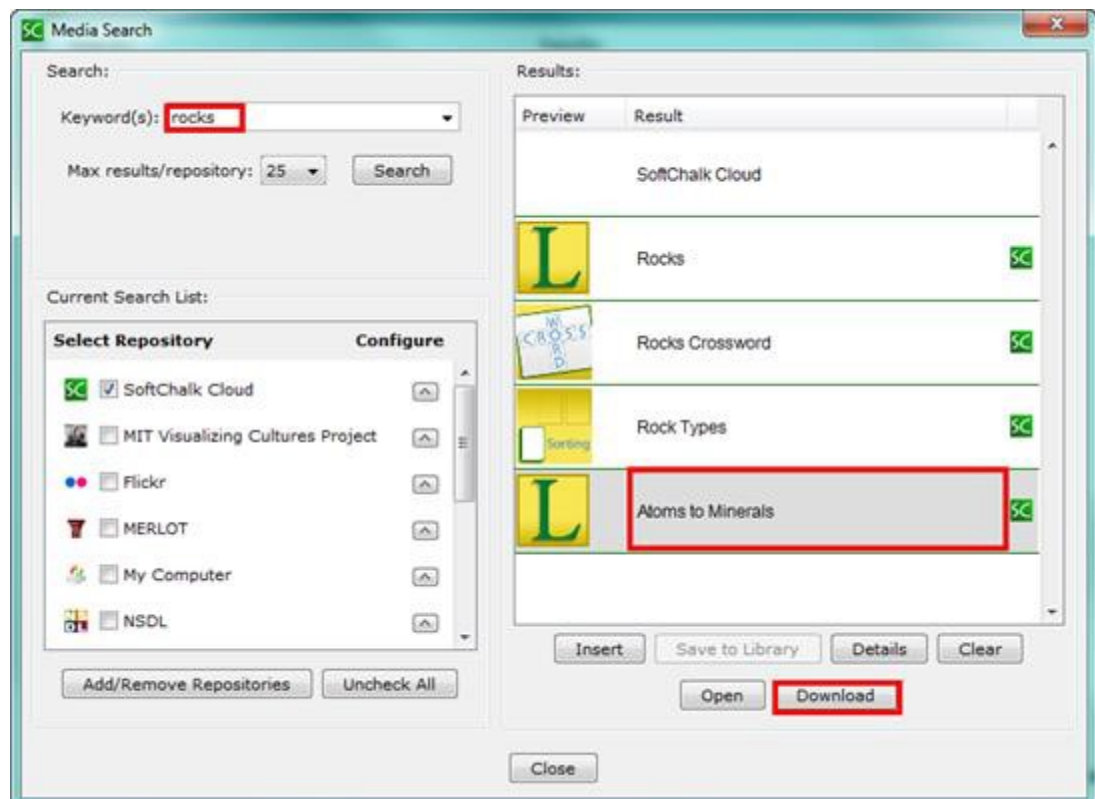 SC Media Search
x
Search:
Keyword(s): rocks
Max results/repository: 25 Search
Current Search List:
Select Repository Configure
SC SoftChalk Cloud
MIT Visualizing Cultures Project
Flickr
MERLOT
My Computer
NSDL
Add/Remove Repositories Uncheck All
Results:
Preview Result
SoftChalk Cloud
L Rocks SC
CROSS WORD Rocks Crossword SC
Sorting Rock Types SC
L Atoms to Minerals SC
Insert Save to Library Details Clear
Open Download
Close